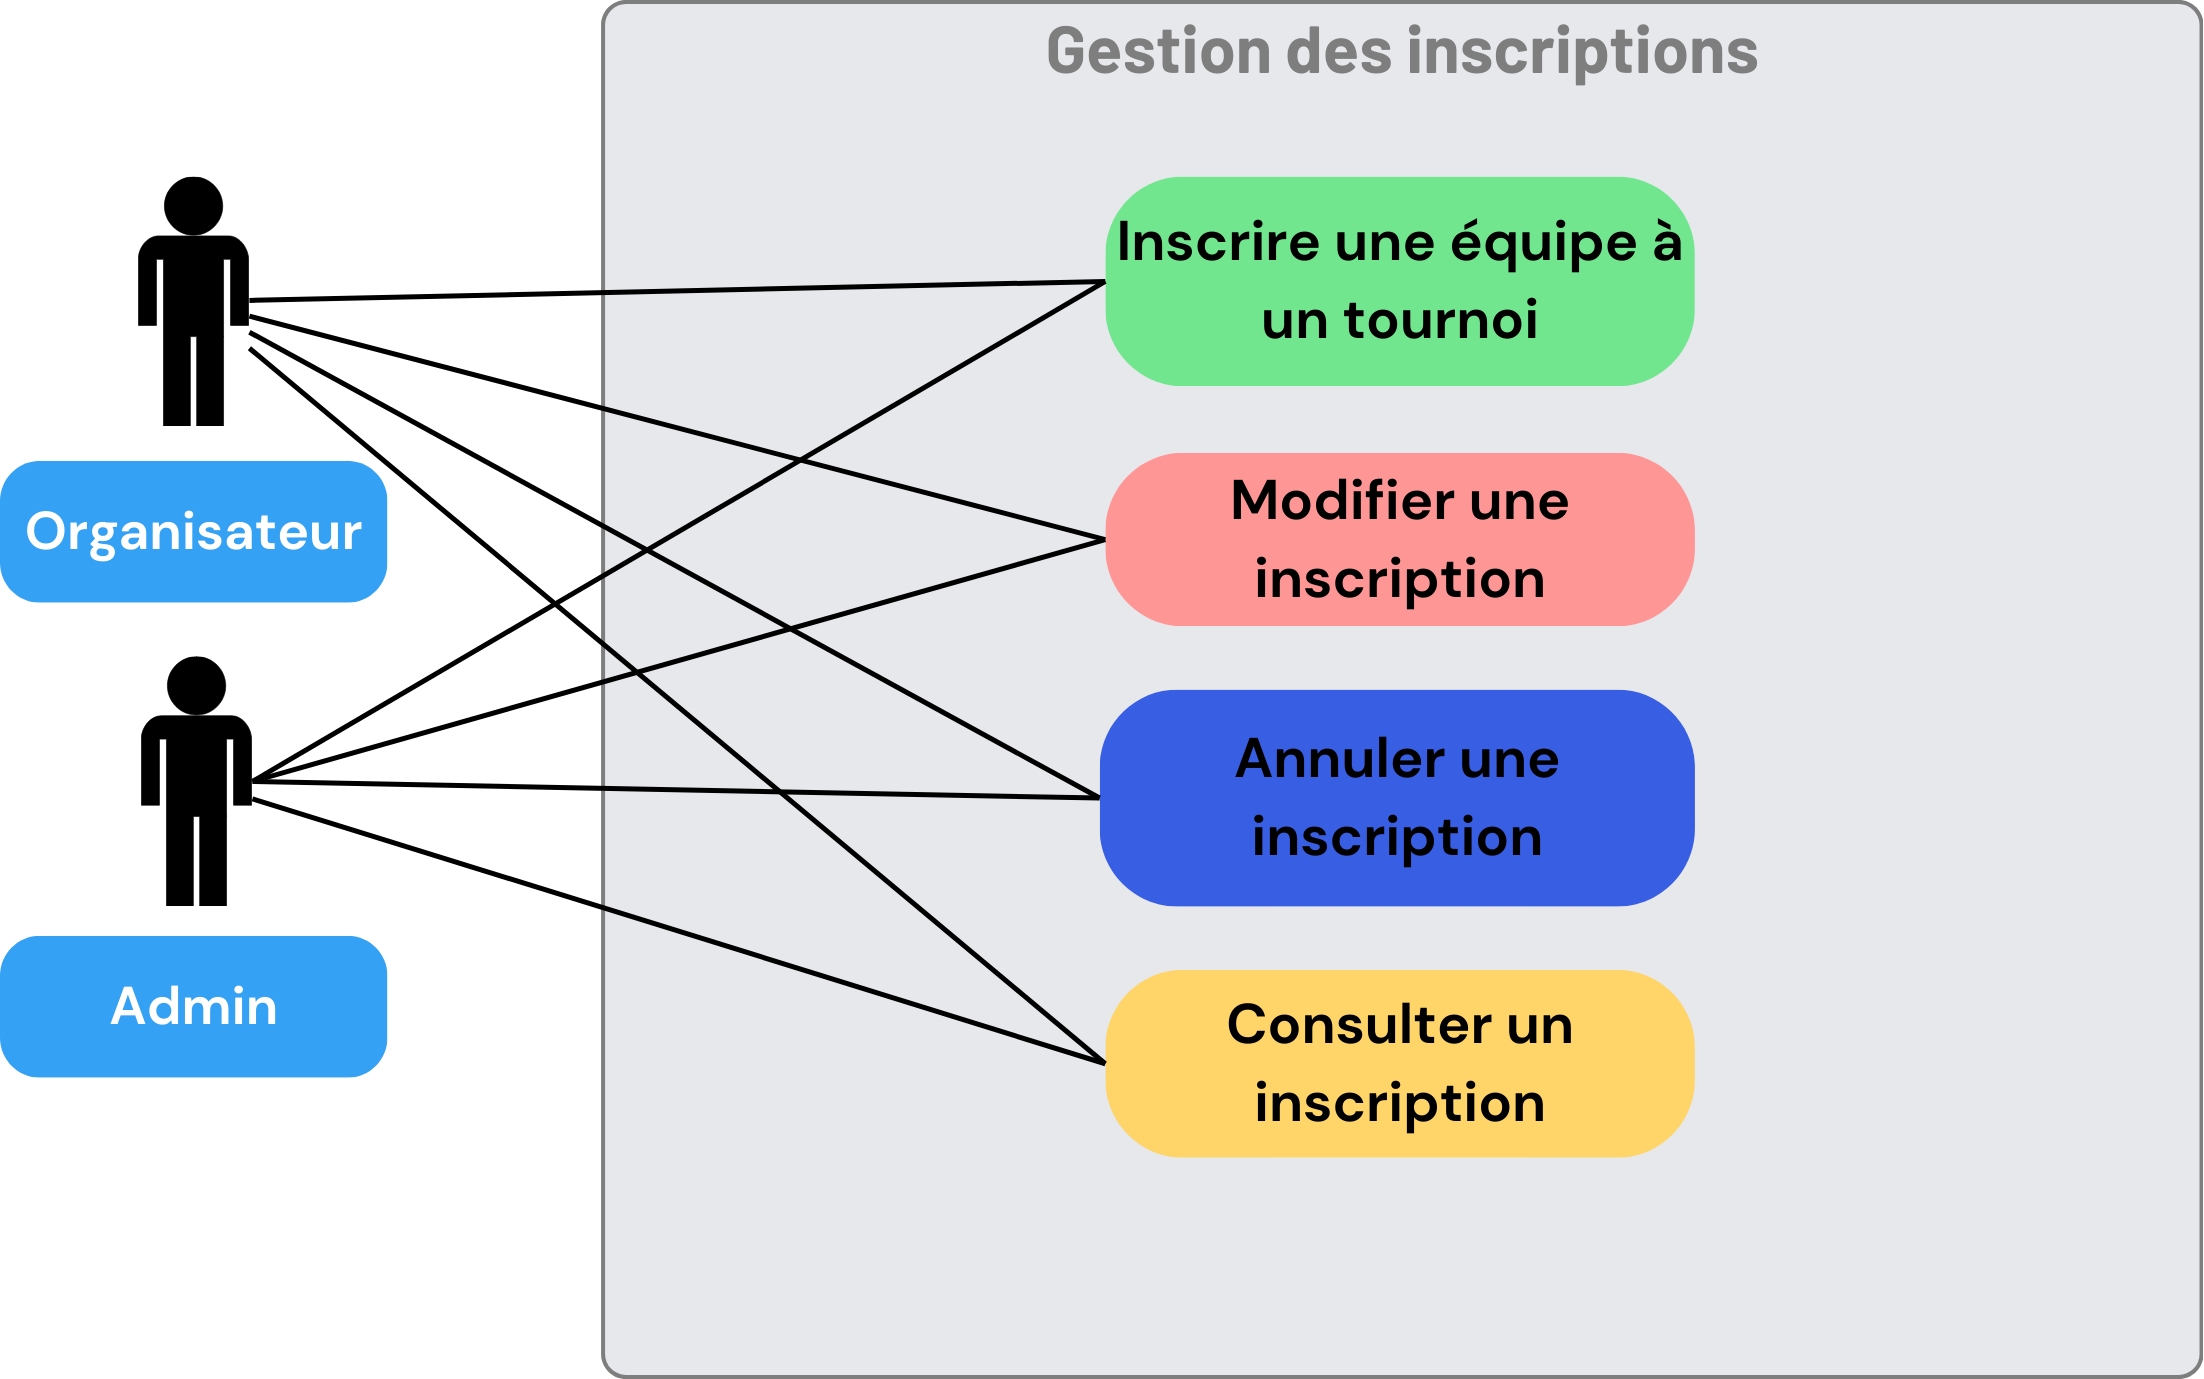 Gestion des inscriptions
Inscrire une équipe à
un tournoi
Modifier une
inscription
Organisateur
Annuler une
inscription
Admin
Consulter un
inscription